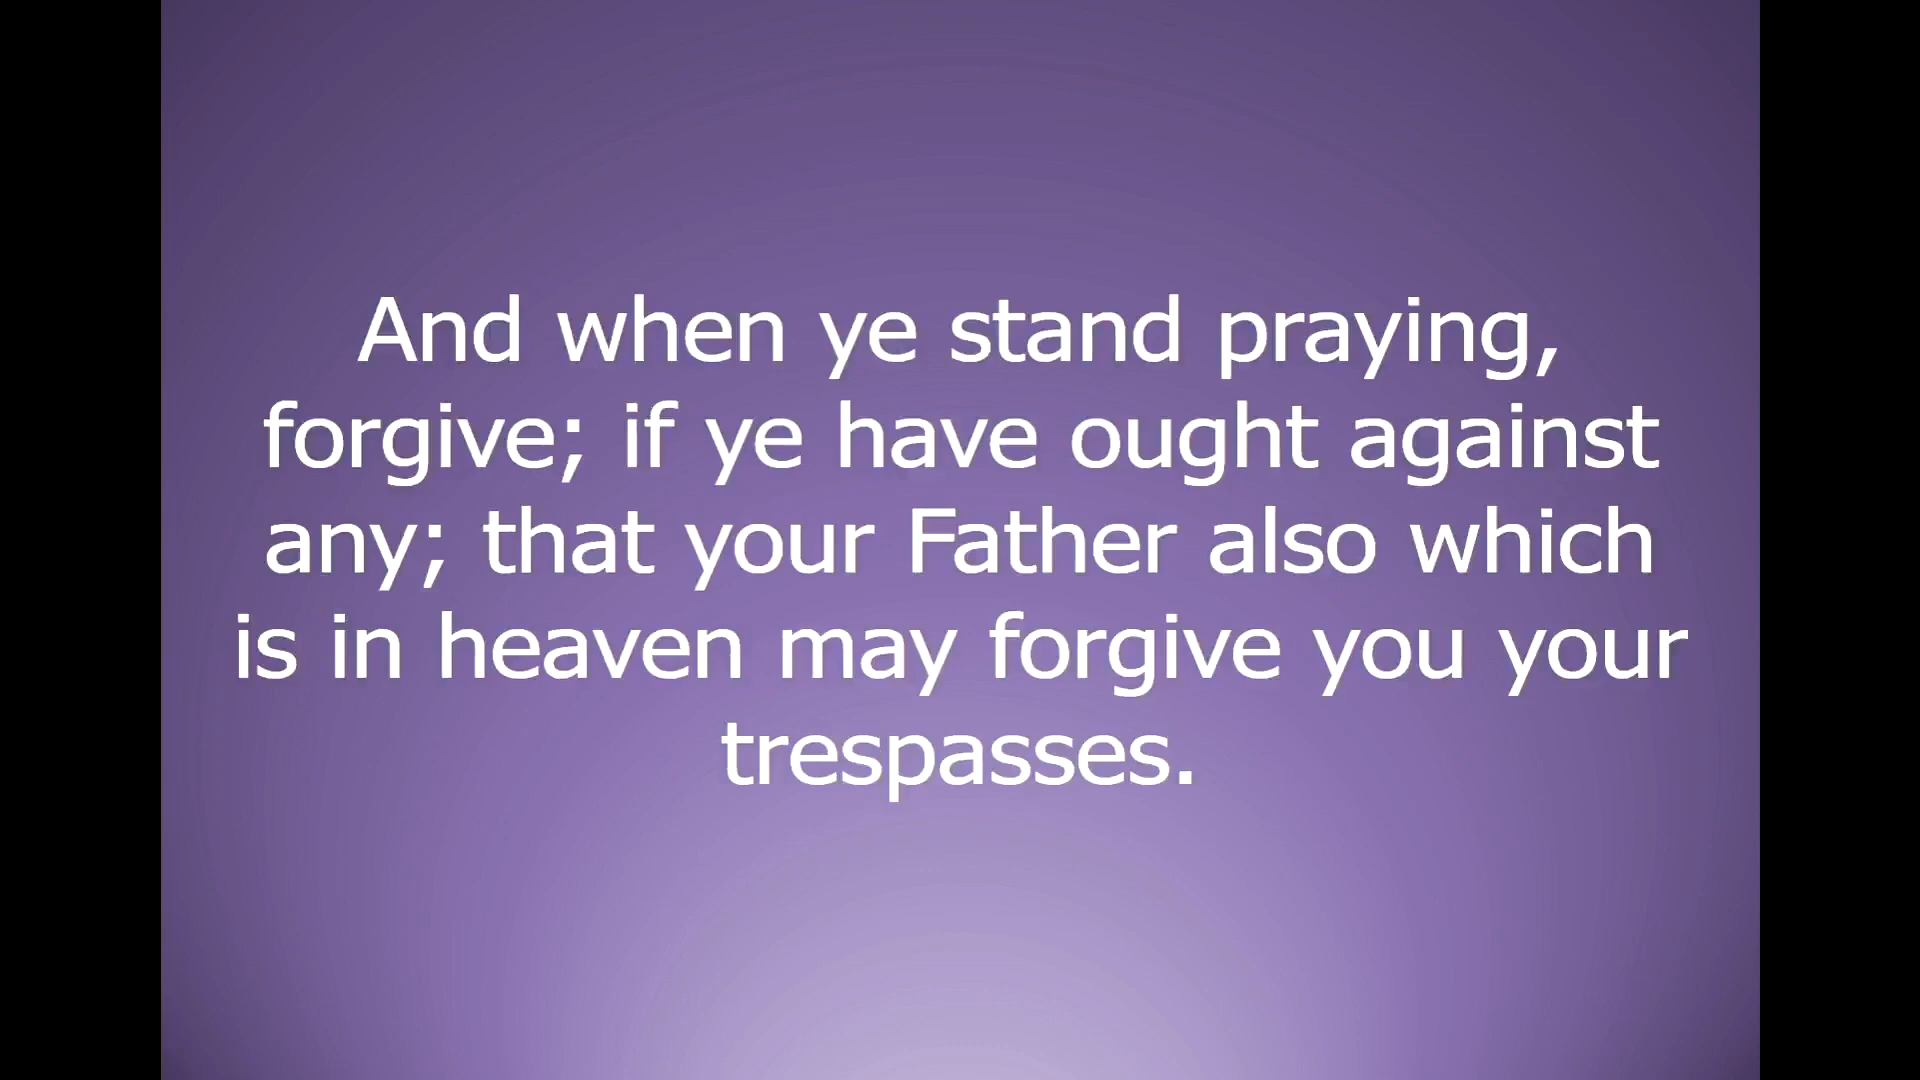 And when ye stand praying,
forgive; if ye have ought against
any; that your Father also which
is in heaven may forgive you your
trespasses.